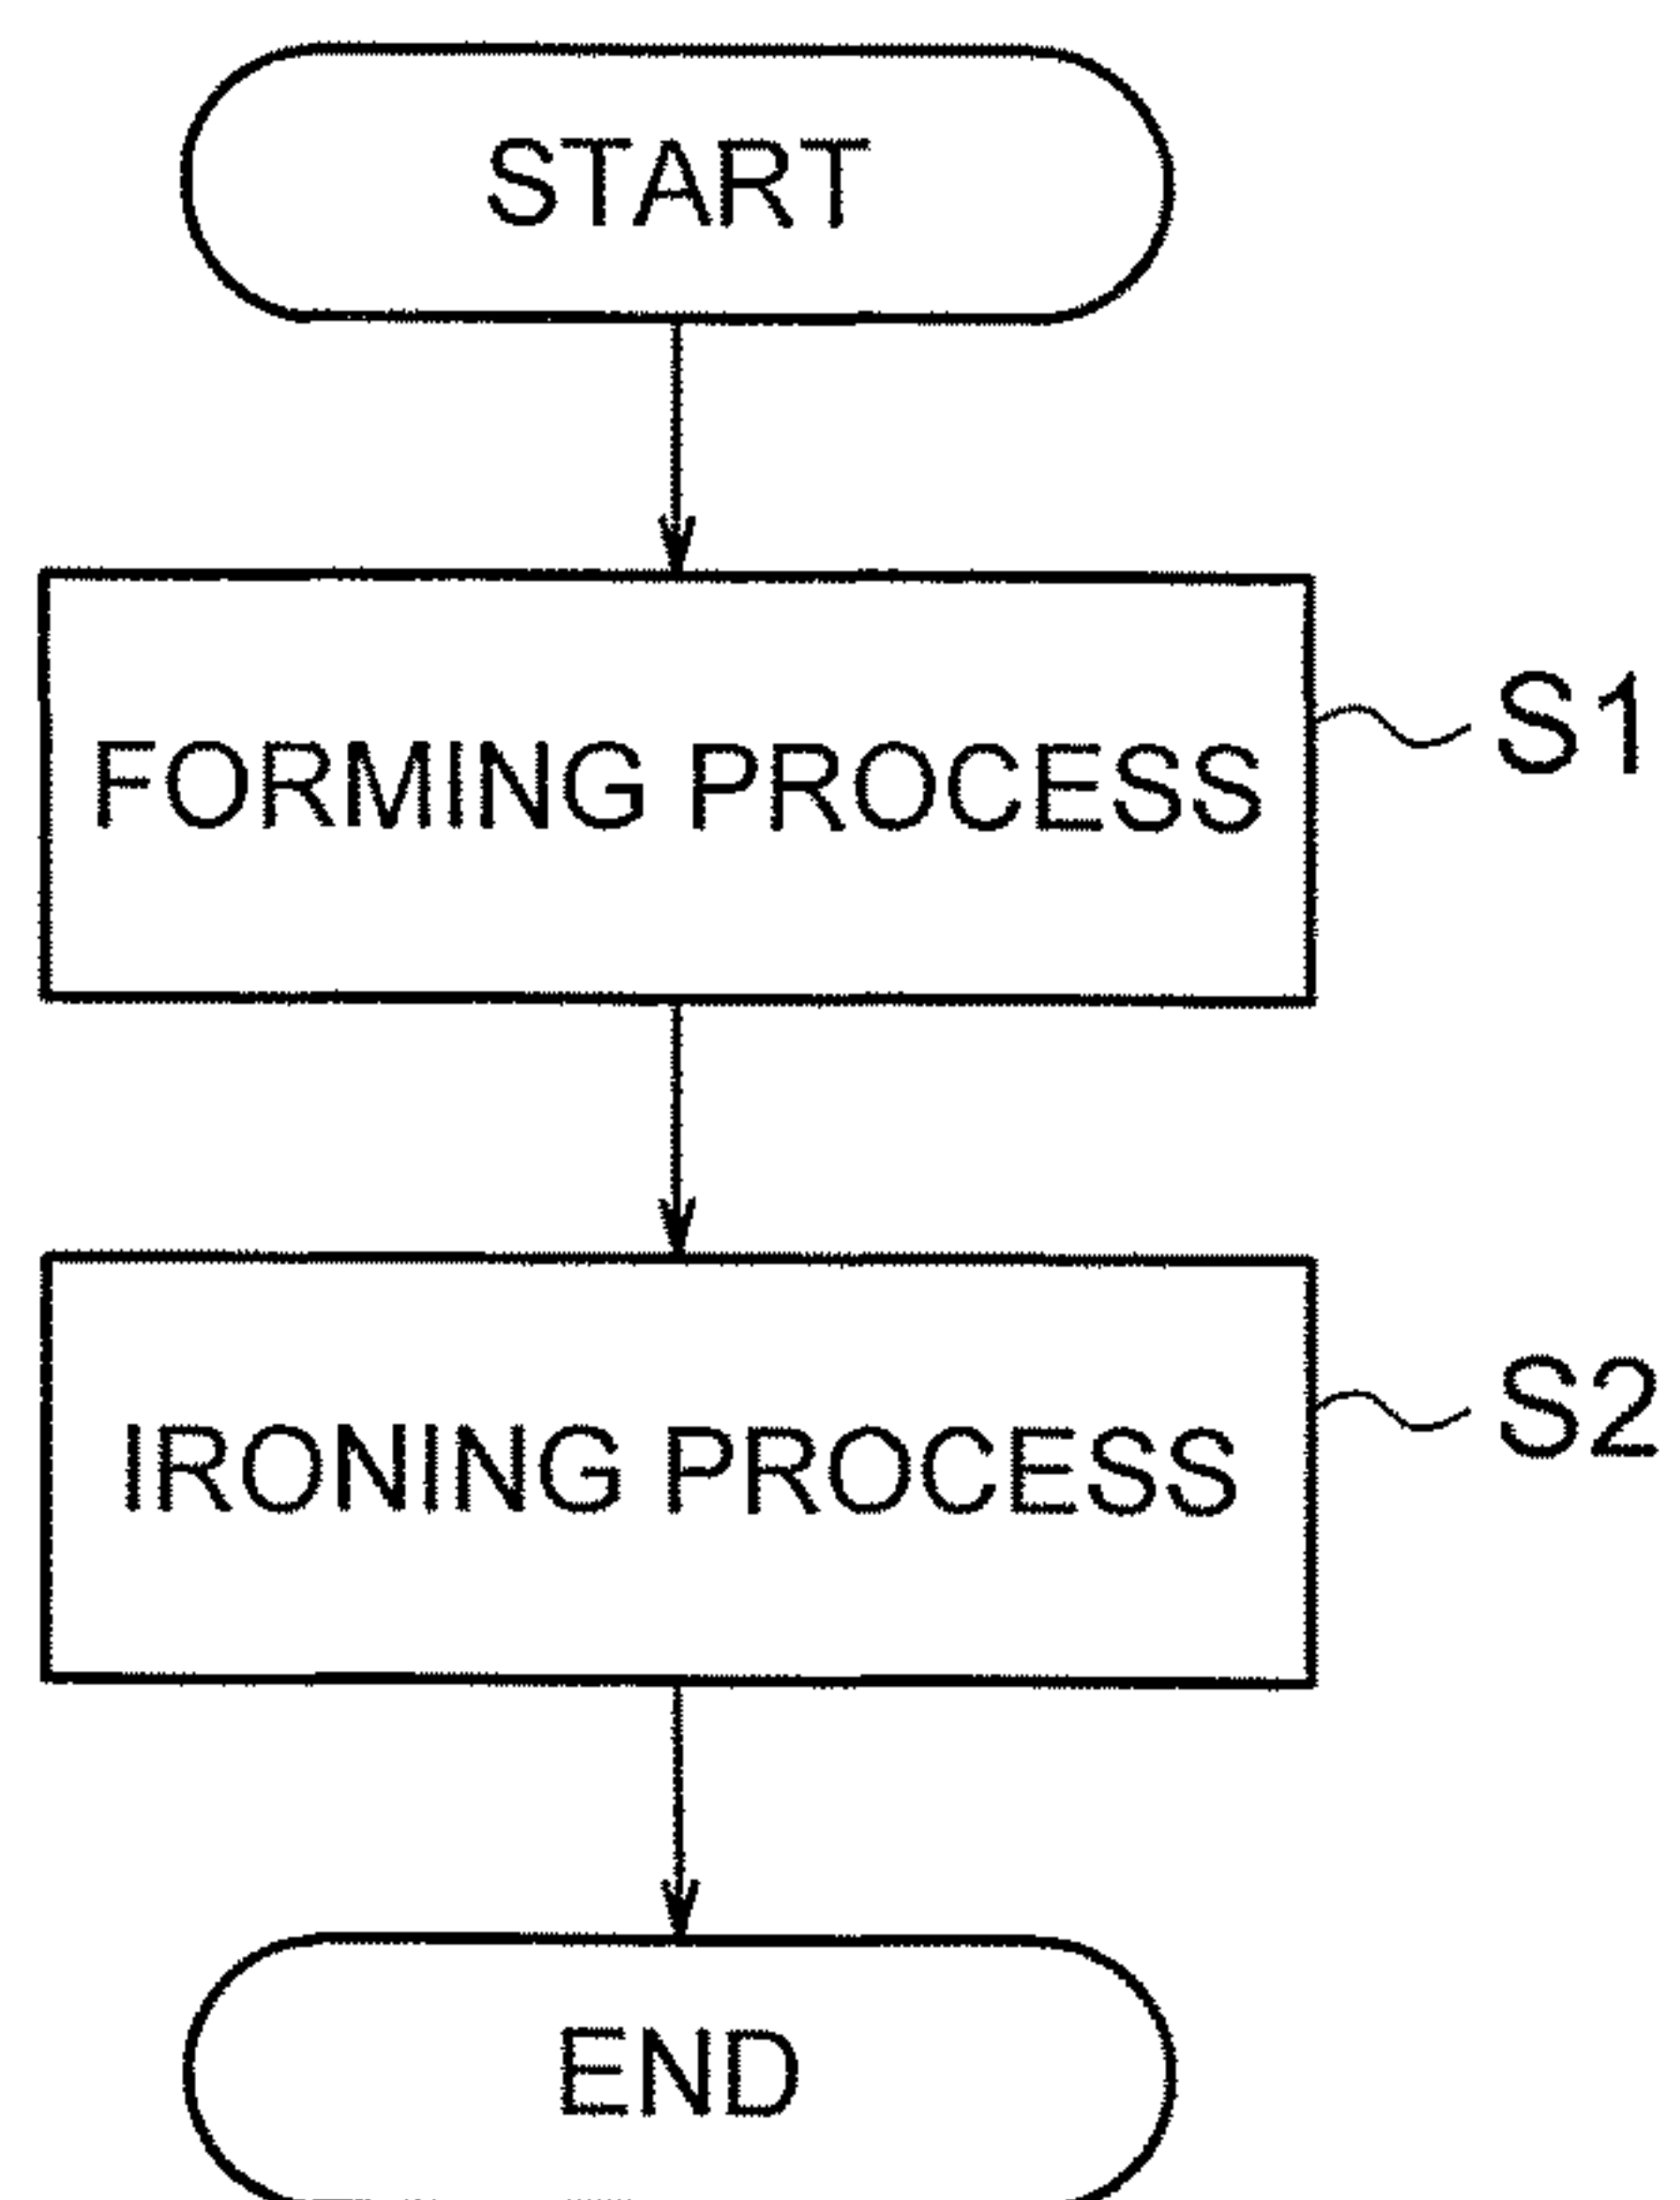 START
FORMING PROCESS
S1
IRONING PROCESS
S2
END